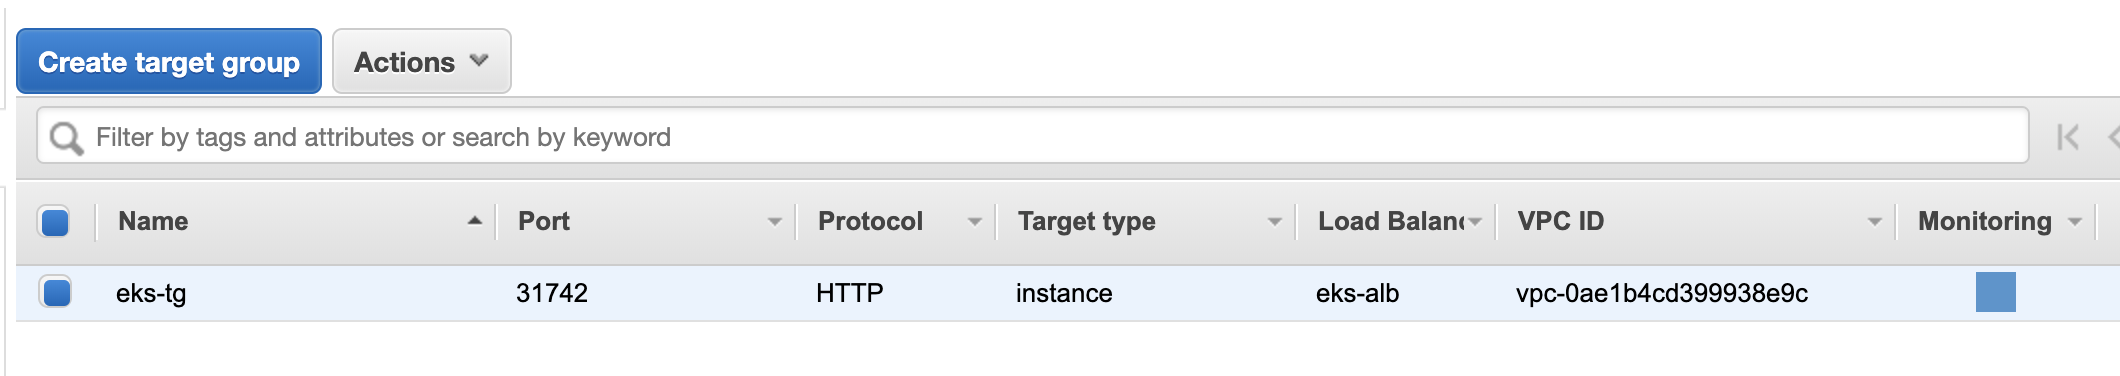 Create target group Actions
Filter by tags and attributes or search by keyword
Name Port Protocol Target type Load Balanc VPC ID Monitoring
eks-tg 31742 HTTP instance eks-alb vpc-0ae1b4cd399938e9c